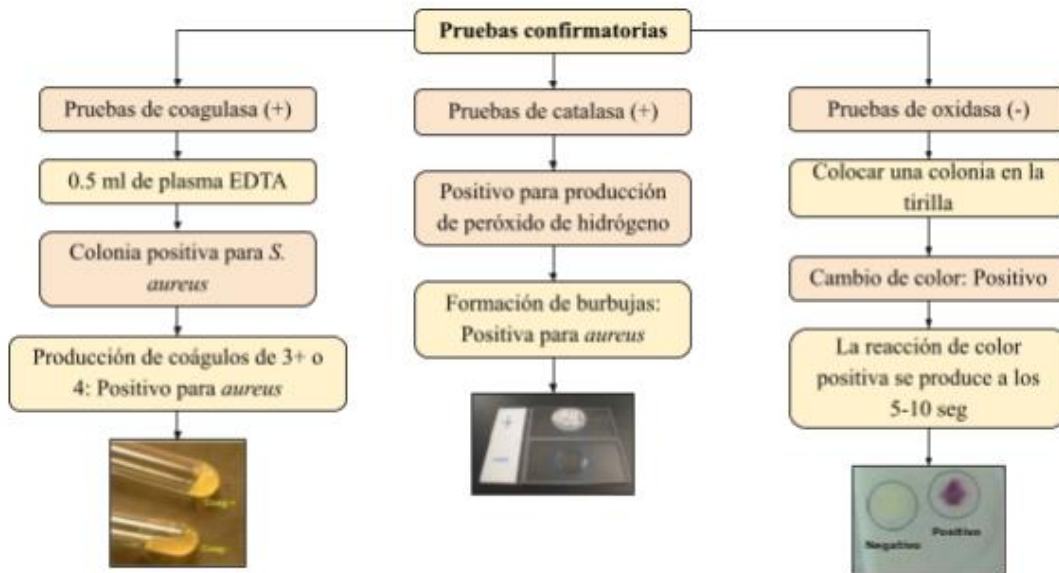 Pruebas confirmatorias
Pruebas de coagulasa (+)
0.5 ml de plasma EDTA
Colonia positiva para S.
aureus
Producción de coágulos de 3+ o
4: Positivo para aureus
Pruebas de catalasa (+)
Positivo para producción
de peróxido de hidrógeno
Formación de burbujas:
Positiva para aureus
+
Pruebas de oxidasa (-)
Colocar una colonia en la
tirilla
Cambio de color: Positivo
La reacción de color
positiva se produce a los
5-10 seg
Negativo
Positivo